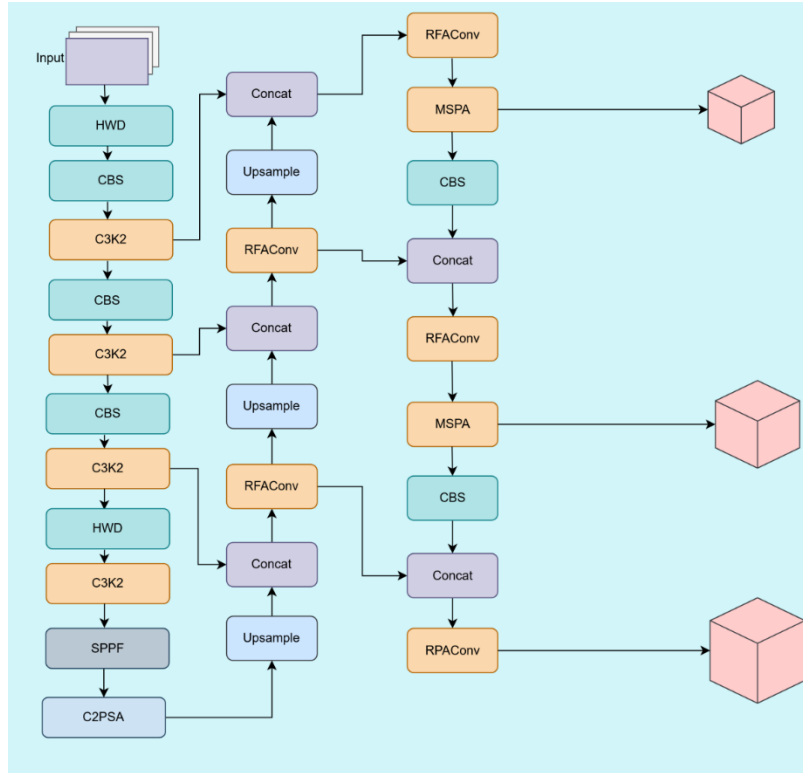 Input
HWD
CBS
C3K2
CBS
C3K2
CBS
C3K2
HWD
C3K2
SPPF
C2PSA
Concat
Upsample
RFAConv
Concat
Upsample
RFAConv
Concat
Upsample
RFAConv
MSPA
CBS
Concat
RFAConv
MSPA
CBS
Concat
RPAConv